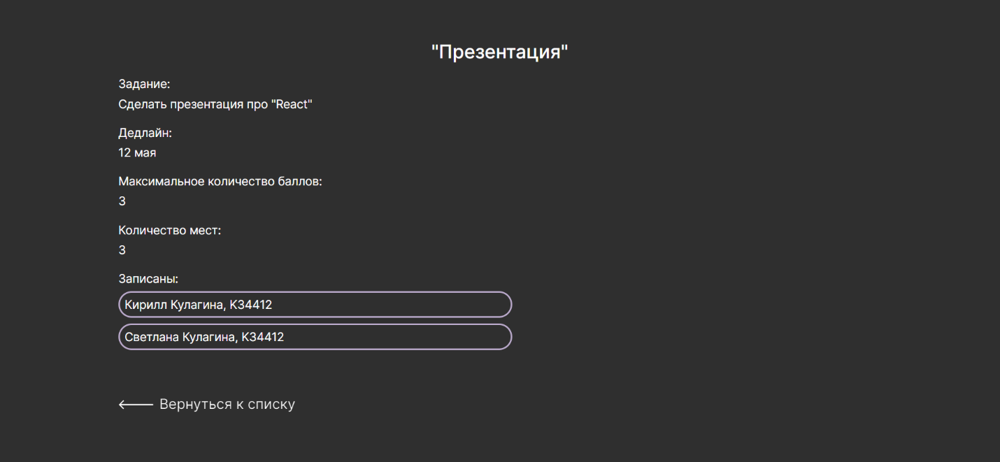 "Презентация"
Задание:
Сделать презентация про "React"
Дедлайн:
12 мая
Максимальное количество баллов:
3
Количество мест:
3
Записаны:
Кирилл Кулагина, K34412
Светлана Кулагина, K34412
Вернуться к списку